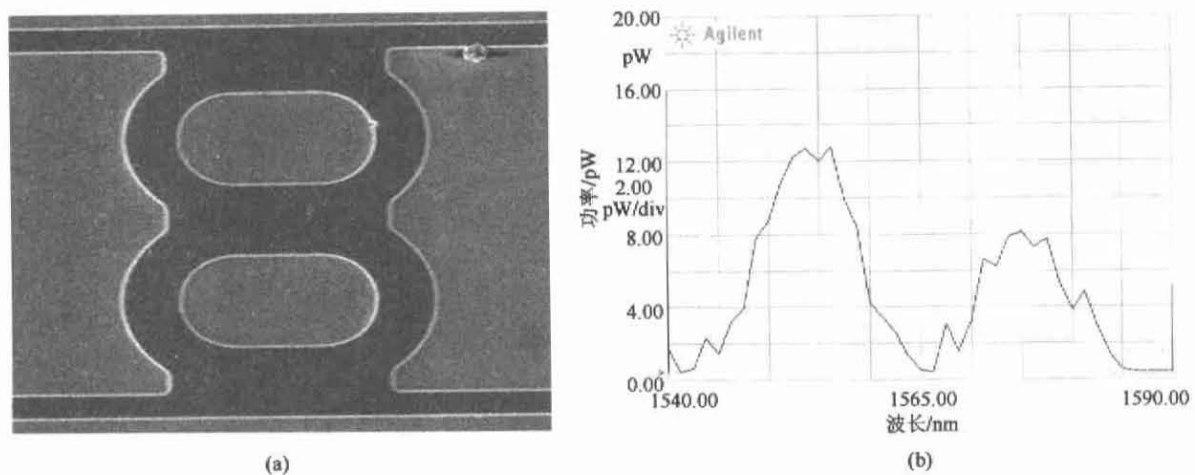 20.00
Agilent
pW
16.00
12.00
2.00
pW/div
8.00
4.00
0.00
功率/pW
1540.00
1565.00
1590.00
波长/nm
(a)
(b)